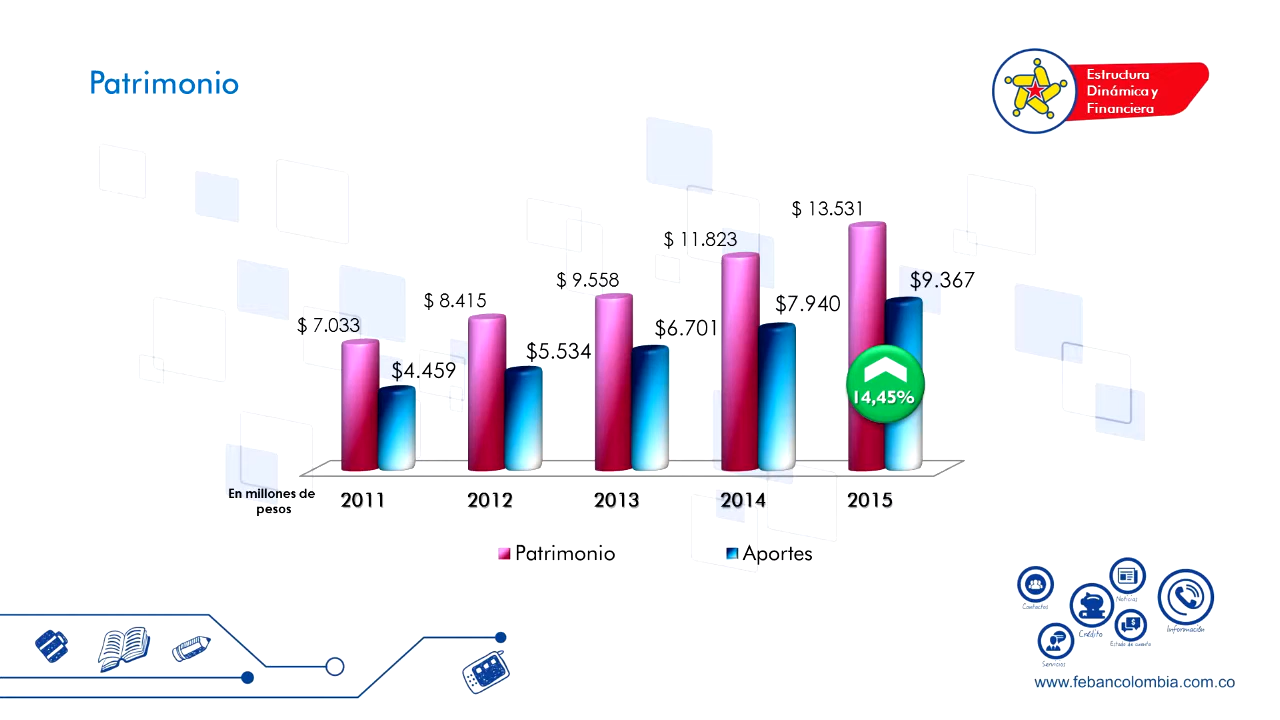 Patrimonio
Estructura
Dinámica y
Financiera
$ 13.531
$ 11.823
$ 9.558
$9.367
$ 8.415
$7.940
$ 7.033
$6.701
$5.534
$4.459
14,45%
En millones de
pesos
2011
2012
2013
2014
2015
Patrimonio
Aportes
Contactos
Noticias
Crédito
Información
Estado de cuenta
Servicios
www.febancolombia.com.co